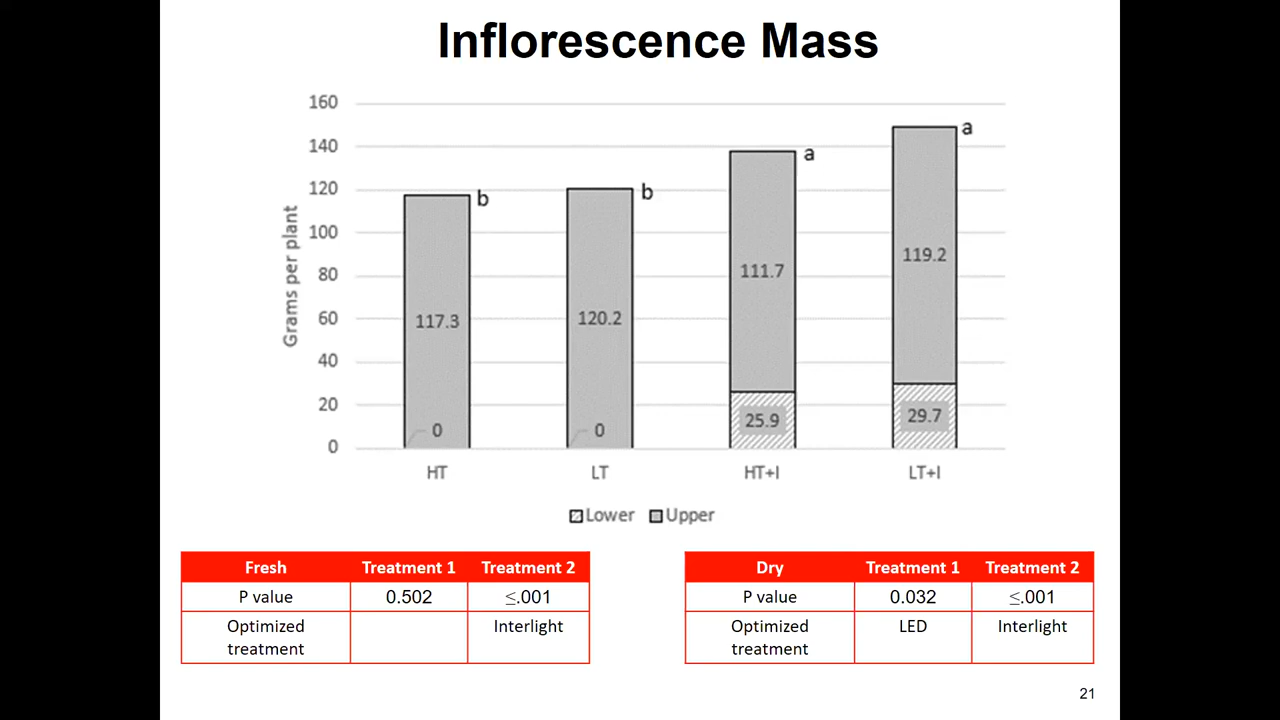 Inflorescence Mass
160
140
120
100
80
60
40
20
0
Grams per plant
117.3
0
b
120.2
0
b
111.7
25.9
a
119.2
29.7
a
HT LT HT+I LT+I
Lower Upper
Fresh Treatment 1 Treatment 2
P value 0.502 ≤.001
Optimized Interlight
treatment
Dry Treatment 1 Treatment 2
P value 0.032 ≤.001
Optimized LED Interlight
treatment
21